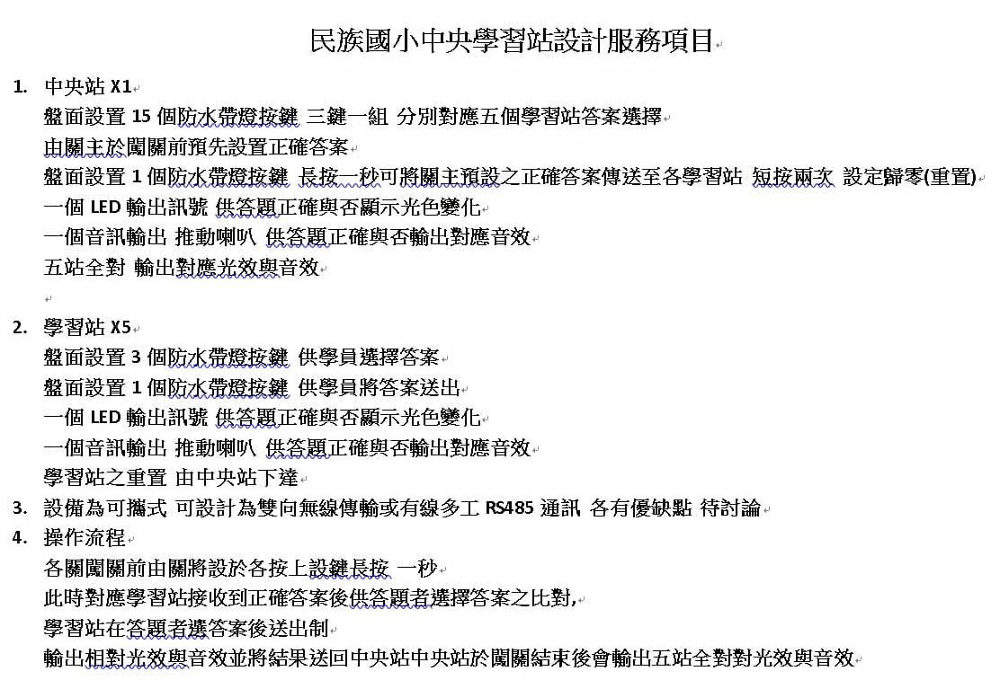 民族國小中央學習站設計服務項目
1. 中央站 X1
盤面設置 15 個防水帶燈按鍵 三鍵一組 分別對應五個學習站答案選擇
由關主於闖關前預先設置正確答案
盤面設置 1 個防水帶燈按鍵 長按一秒可將關主預設之正確答案傳送至各學習站 短按兩次 設定歸零(重置)
一個 LED 輸出訊號 供答題正確與否顯示光色變化
一個音訊輸出 推動喇叭 供答題正確與否輸出對應音效
五站全對 輸出對應光效與音效
2. 學習站 X5
盤面設置 3 個防水帶燈按鍵 供學員選擇答案
盤面設置 1 個防水帶燈按鍵 供學員將答案送出
一個 LED 輸出訊號 供答題正確與否顯示光色變化
一個音訊輸出 推動喇叭 供答題正確與否輸出對應音效
學習站之重置 由中央站下達
3. 設備為可攜式 可設計為雙向無線傳輸或有線多工 RS485 通訊 各有優缺點 待討論
4. 操作流程
各關闖關前由關將設於各按上設鍵長按 一秒
此時對應學習站接收到正確答案後供答題者選擇答案之比對,
學習站在答題者選答案後送出制
輸出相對光效與音效並將結果送回中央站中央站於闖關結束後會輸出五站全對對光效與音效